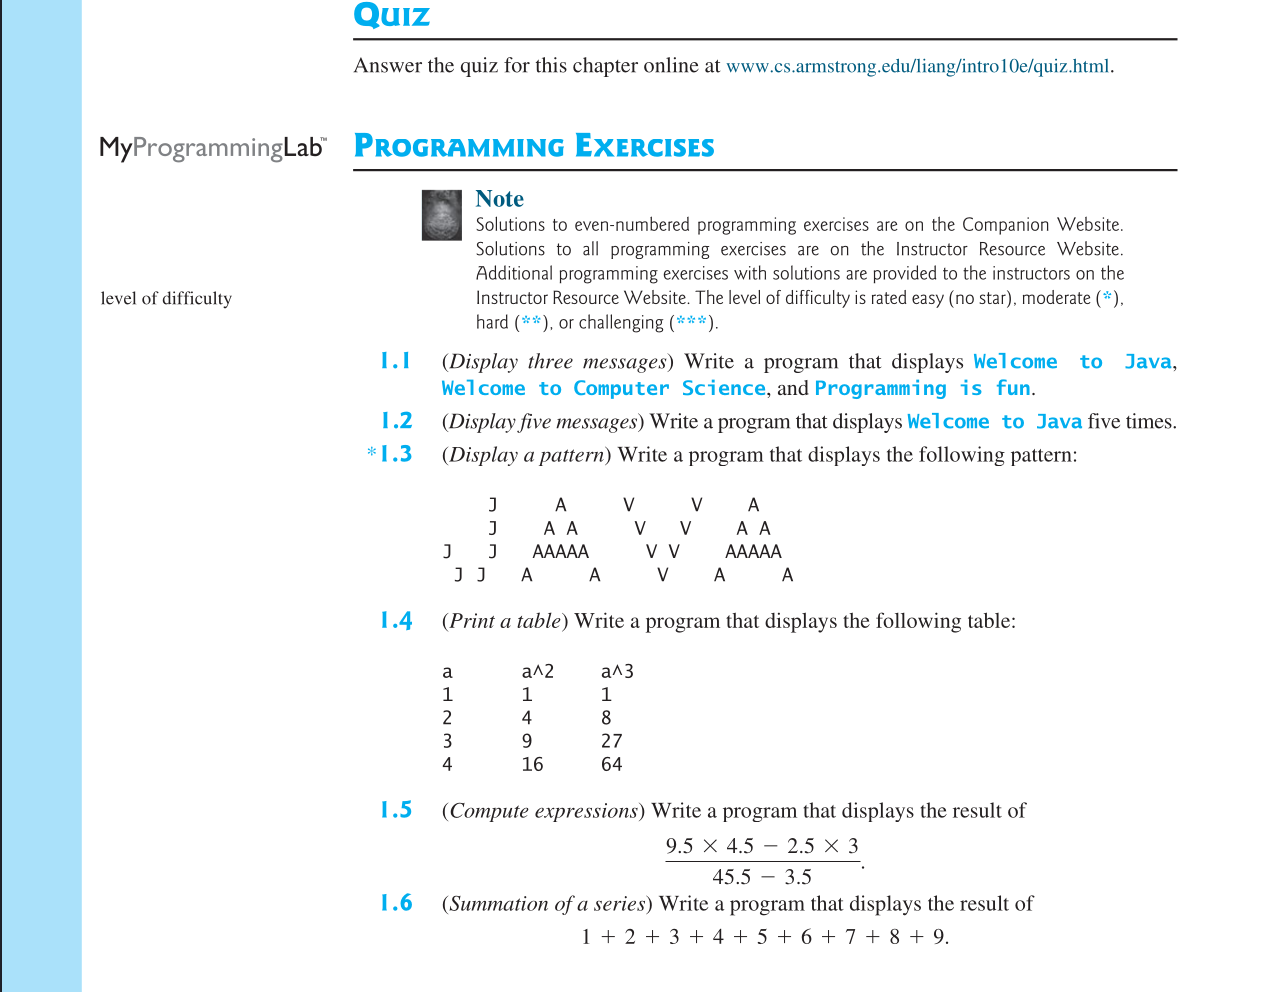 QUIZ
Answer the quiz for this chapter online at www.cs.armstrong.edu/liang/intro10e/quiz.html.
MyProgrammingLab™ PROGRAMMING EXERCISES
Note
Solutions to even-numbered programming exercises are on the Companion Website.
Solutions to all programming exercises are on the Instructor Resource Website.
Additional programming exercises with solutions are provided to the instructors on the
level of difficulty
Instructor Resource Website. The level of difficulty is rated easy (no star), moderate (*),
hard (**), or challenging (***).
1.1 (Display three messages) Write a program that displays Welcome to Java,
Welcome to Computer Science, and Programming is fun.
1.2 (Display five messages) Write a program that displays Welcome to Java five times.
*1.3 (Display a pattern) Write a program that displays the following pattern:
    J     A     V     V    A
    J    A A     V   V    A A
J   J   AAAAA     V V    AAAAA
 J J   A     A     V    A     A
1.4 (Print a table) Write a program that displays the following table:
a      a^2    a^3
1      1      1
2      4      8
3      9      27
4      16     64
1.5 (Compute expressions) Write a program that displays the result of
9.5 × 4.5 − 2.5 × 3
45.5 − 3.5 .
1.6 (Summation of a series) Write a program that displays the result of
1 + 2 + 3 + 4 + 5 + 6 + 7 + 8 + 9.